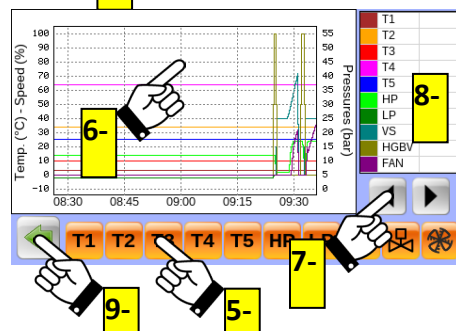 100
90
80
70
60
50
40
30
20
10
0
-10
Temp. (°C) - Speed (%)
55
50
45
40
35
30
25
20
15
10
5
0
Pressures (bar)
08:30 08:45 09:00 09:15 09:30
T1
T2
T3
T4
T5
HP
LP
VS
HGBV
FAN
6-
8-
T1 T2 T3 T4 T5 HP LP
7-
9-
5-